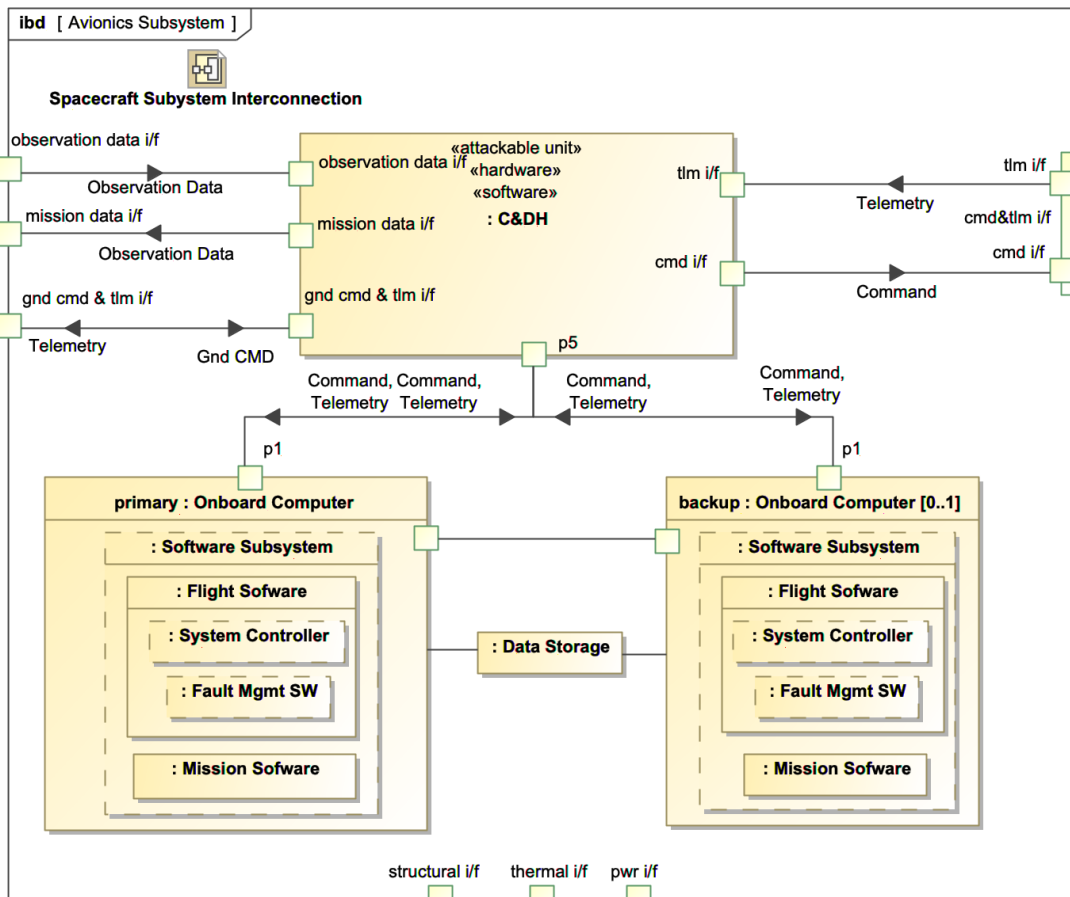 ibd [ Avionics Subsystem ]
Spacecraft Subystem Interconnection
observation data i/f
Observation Data
mission data i/f
Observation Data
gnd cmd & tlm i/f
Telemetry
Gnd CMD
observation data i/f
mission data i/f
gnd cmd & tlm i/f
«attackable unit»
«hardware»
«software»
: C&DH
tlm i/f
cmd i/f
p5
Telemetry
Command
tlm i/f
cmd&tlm i/f
cmd i/f
Command,
Telemetry
Command,
Telemetry
Command,
Telemetry
Command,
Telemetry
p1
p1
primary : Onboard Computer
: Software Subsystem
: Flight Sofware
: System Controller
: Fault Mgmt SW
: Mission Sofware
: Data Storage
backup : Onboard Computer [0..1]
: Software Subsystem
: Flight Sofware
: System Controller
: Fault Mgmt SW
: Mission Sofware
structural i/f
thermal i/f
pwr i/f